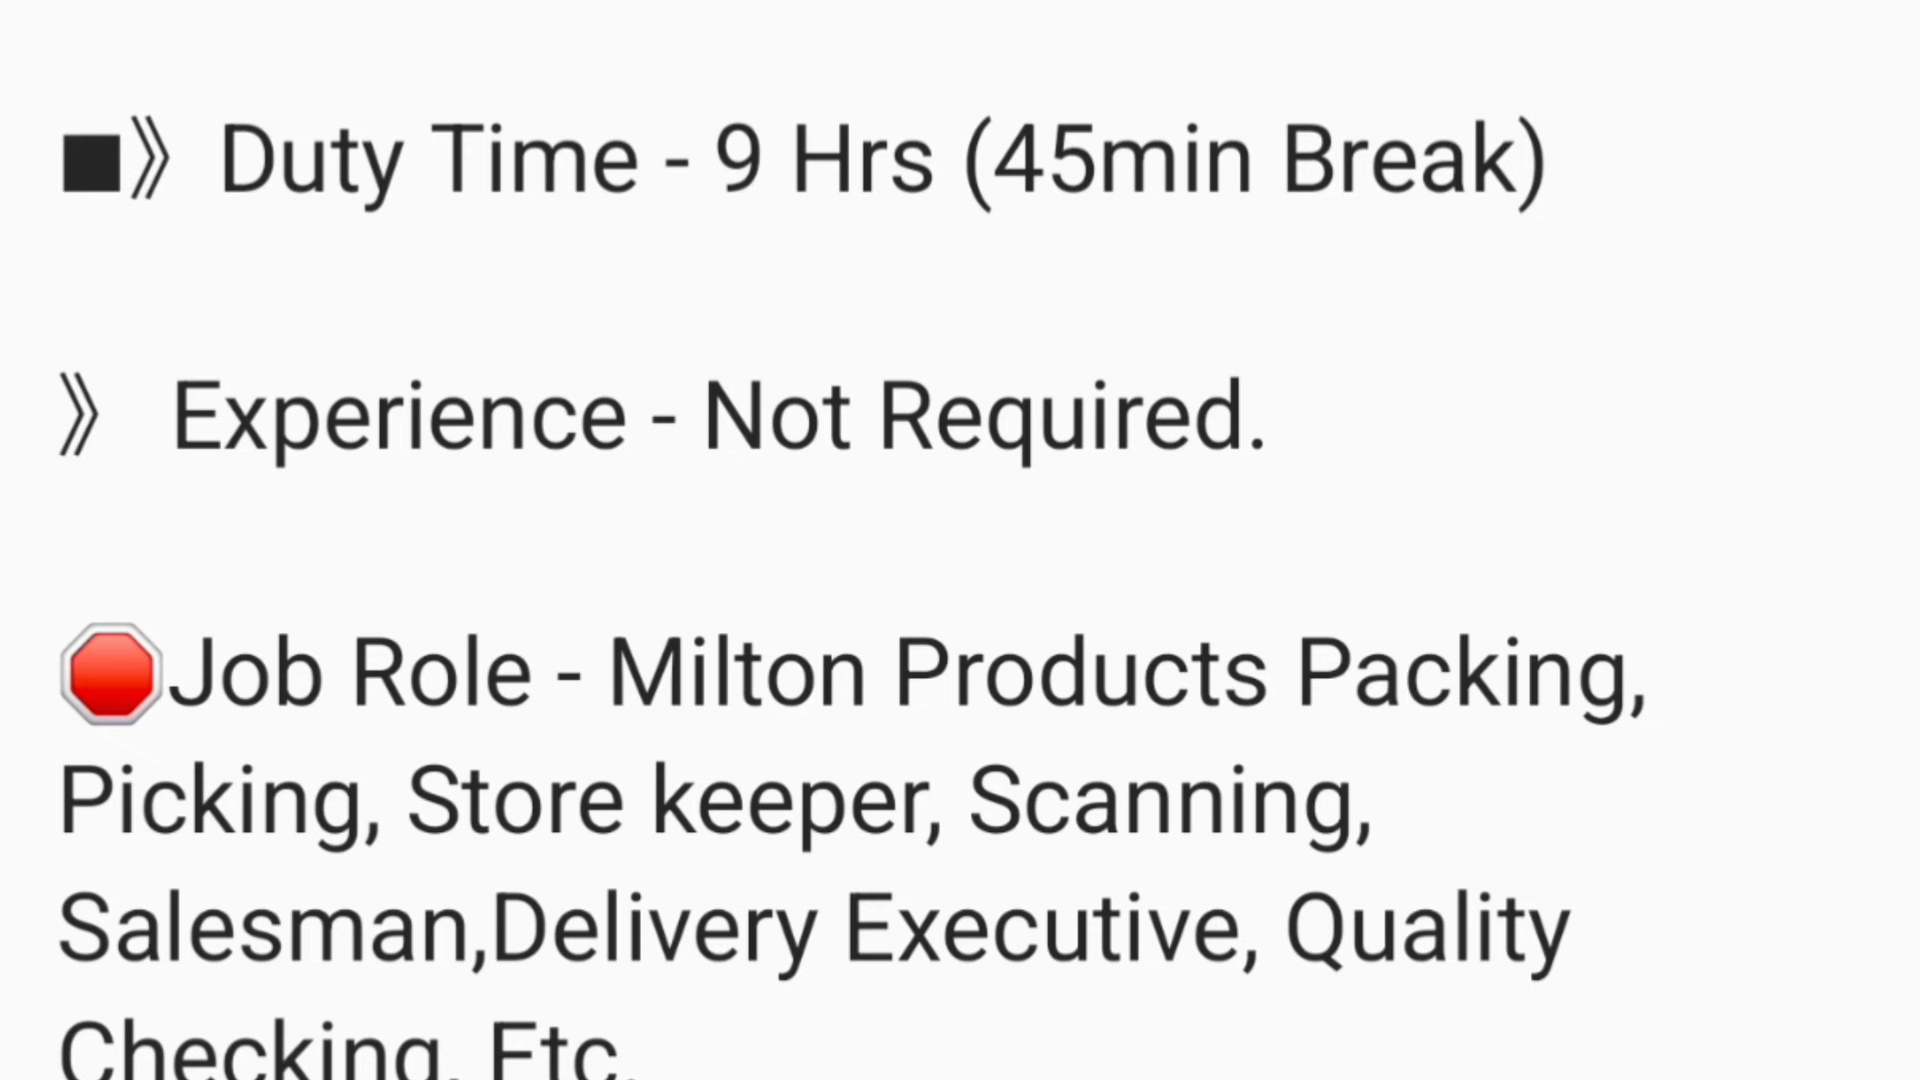 ■》 Duty Time - 9 Hrs (45min Break)
》 Experience - Not Required.
🛑Job Role - Milton Products Packing,
Picking, Store keeper, Scanning,
Salesman,Delivery Executive, Quality
Checking, Etc.